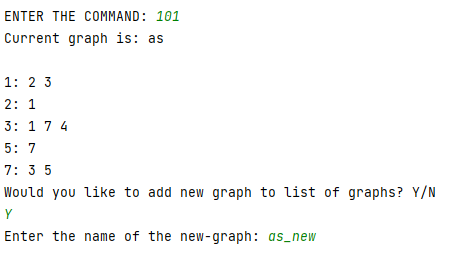 ENTER THE COMMAND: 101
Current graph is: as
1: 2 3
2: 1
3: 1 7 4
5: 7
7: 3 5
Would you like to add new graph to list of graphs? Y/N
Y
Enter the name of the new-graph: as_new